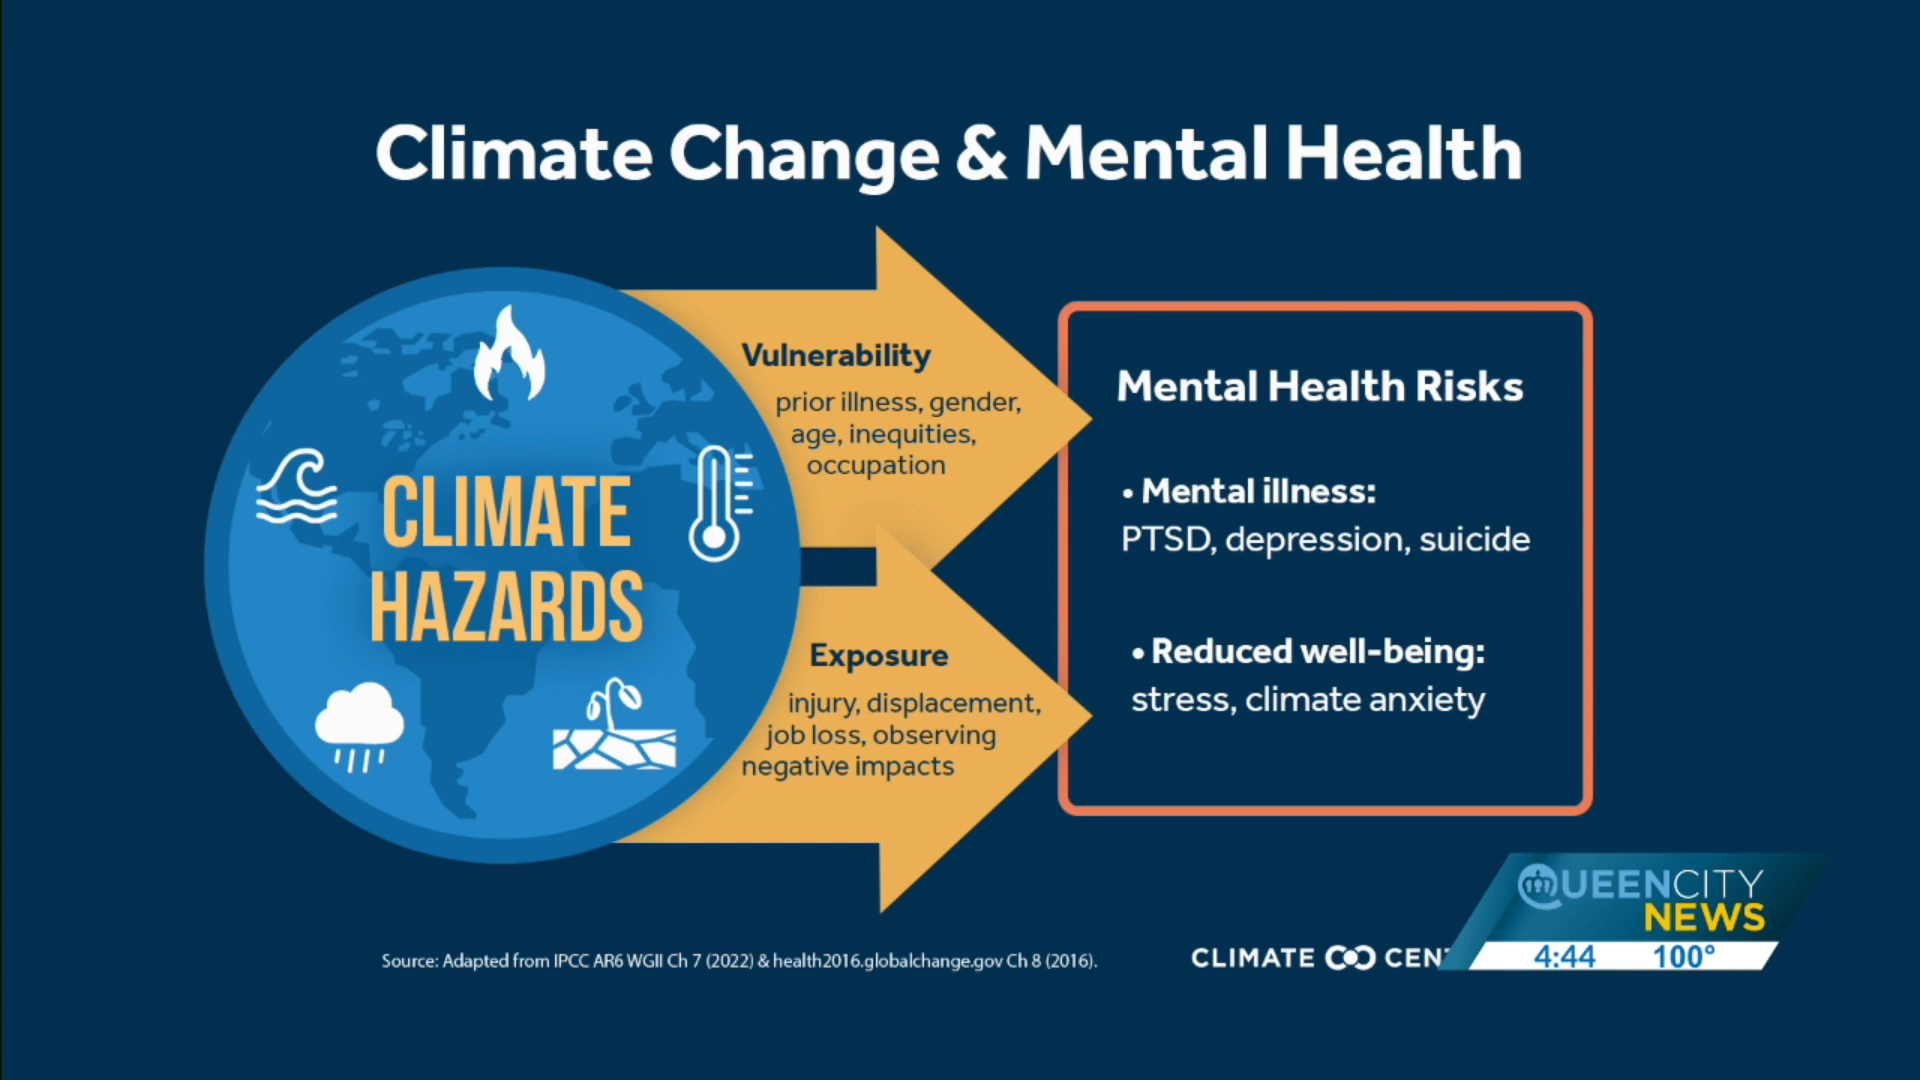 Climate Change & Mental Health
CLIMATE
HAZARDS
Vulnerability
prior illness, gender,
age, inequities,
occupation
Exposure
injury, displacement,
job loss, observing
negative impacts
Mental Health Risks
• Mental illness:
PTSD, depression, suicide
• Reduced well-being:
stress, climate anxiety
Source: Adapted from IPCC AR6 WGII Ch 7 (2022) & health2016.globalchange.gov Ch 8 (2016).
CLIMATE CEN
QUEENCITY
NEWS
4:44 100°